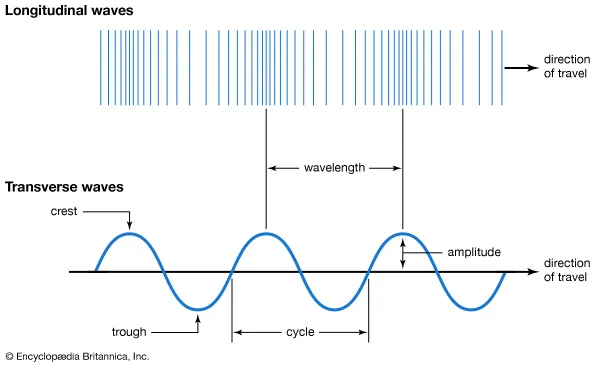 Longitudinal waves
direction
of travel
wavelength
Transverse waves
crest
amplitude
direction
of travel
trough
cycle
© Encyclopædia Britannica, Inc.